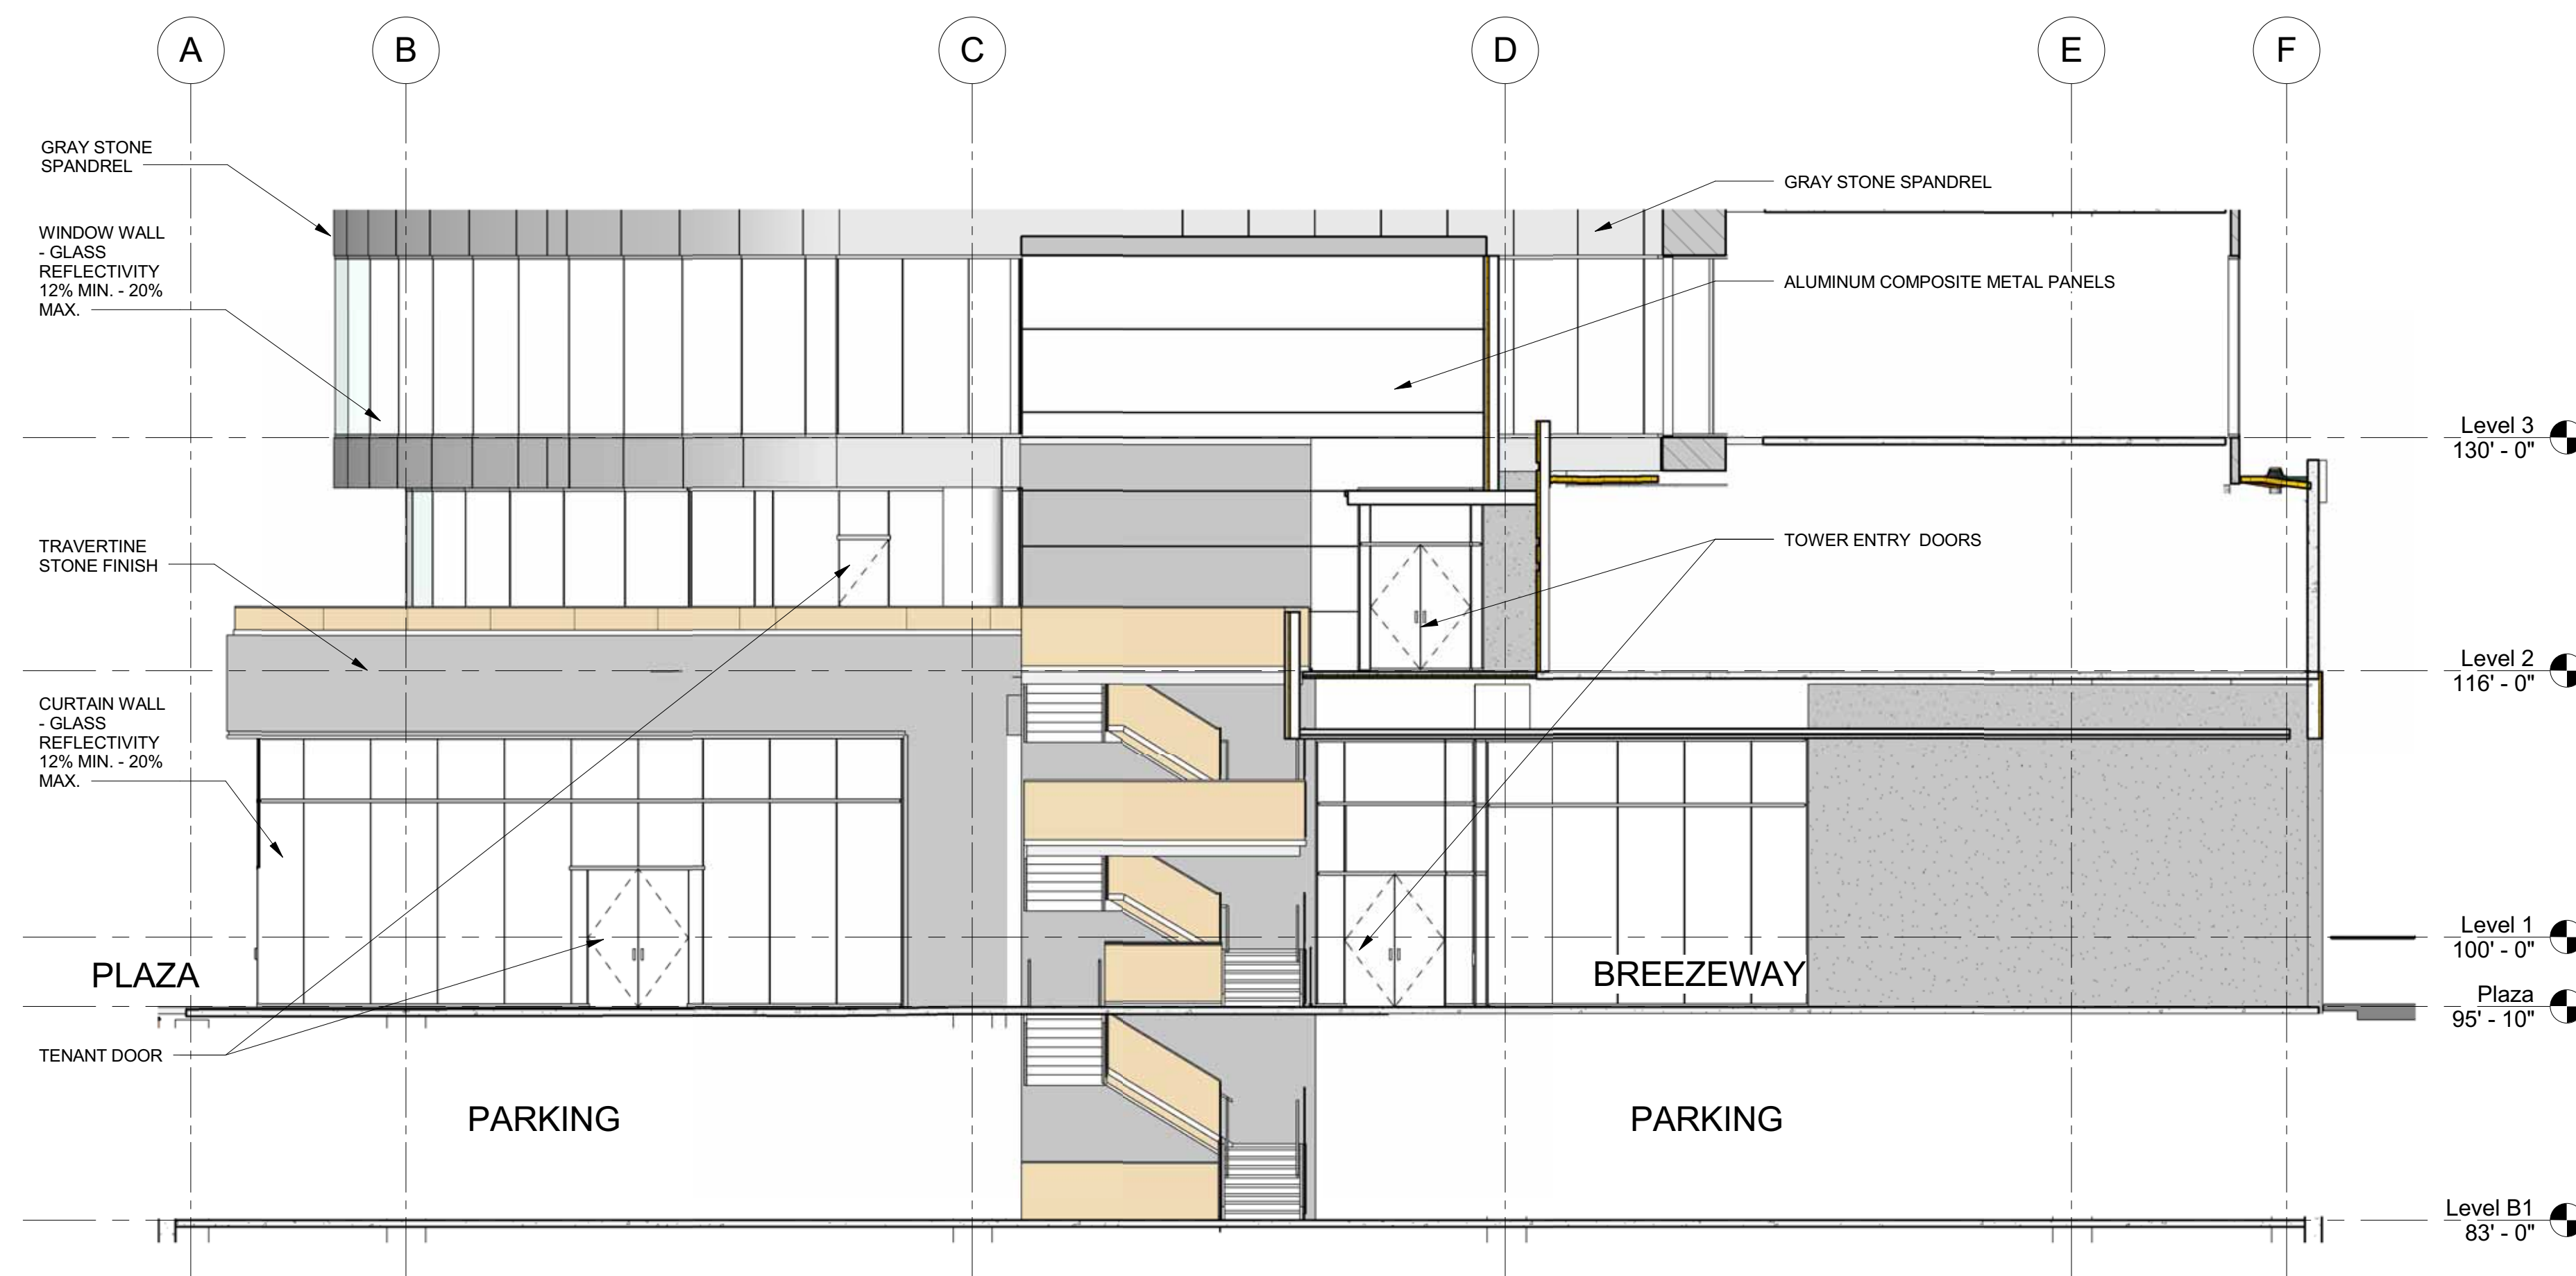 A
B
C
D
E
F
GRAY STONE
SPANDREL
WINDOW WALL
- GLASS
REFLECTIVITY
12% MIN. - 20%
MAX.
TRAVERTINE
STONE FINISH
CURTAIN WALL
- GLASS
REFLECTIVITY
12% MIN. - 20%
MAX.
PLAZA
TENANT DOOR
PARKING
GRAY STONE SPANDREL
ALUMINUM COMPOSITE METAL PANELS
TOWER ENTRY DOORS
BREEZEWAY
PARKING
Level 3
130' - 0"
Level 2
116' - 0"
Level 1
100' - 0"
Plaza
95' - 10"
Level B1
83' - 0"